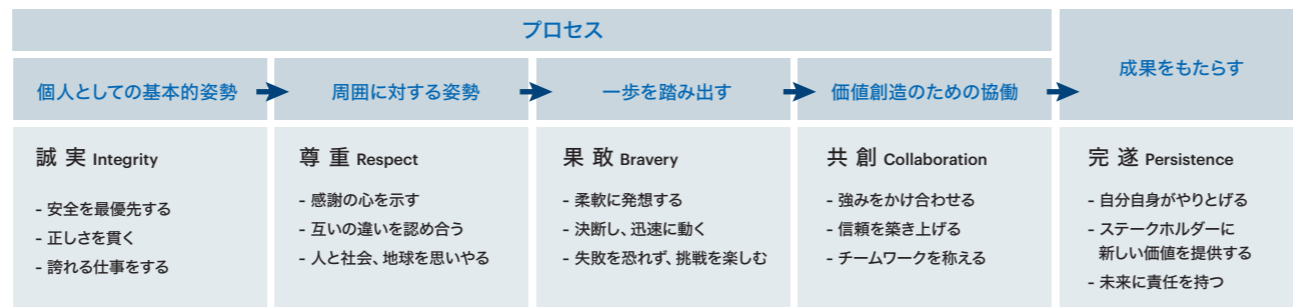 プロセス
個人としての基本的姿勢
周囲に対する姿勢
一歩を踏み出す
価値創造のための協働
成果をもたらす
誠 実 Integrity
- 安全を最優先する
- 正しさを貫く
- 誇れる仕事をする
尊 重 Respect
- 感謝の心を示す
- 互いの違いを認め合う
- 人と社会、地球を思いやる
果 敢 Bravery
- 柔軟に発想する
- 決断し、迅速に動く
- 失敗を恐れず、挑戦を楽しむ
共 創 Collaboration
- 強みをかけ合わせる
- 信頼を築き上げる
- チームワークを称える
完 遂 Persistence
- 自分自身がやりとげる
- ステークホルダーに
新しい価値を提供する
- 未来に責任を持つ